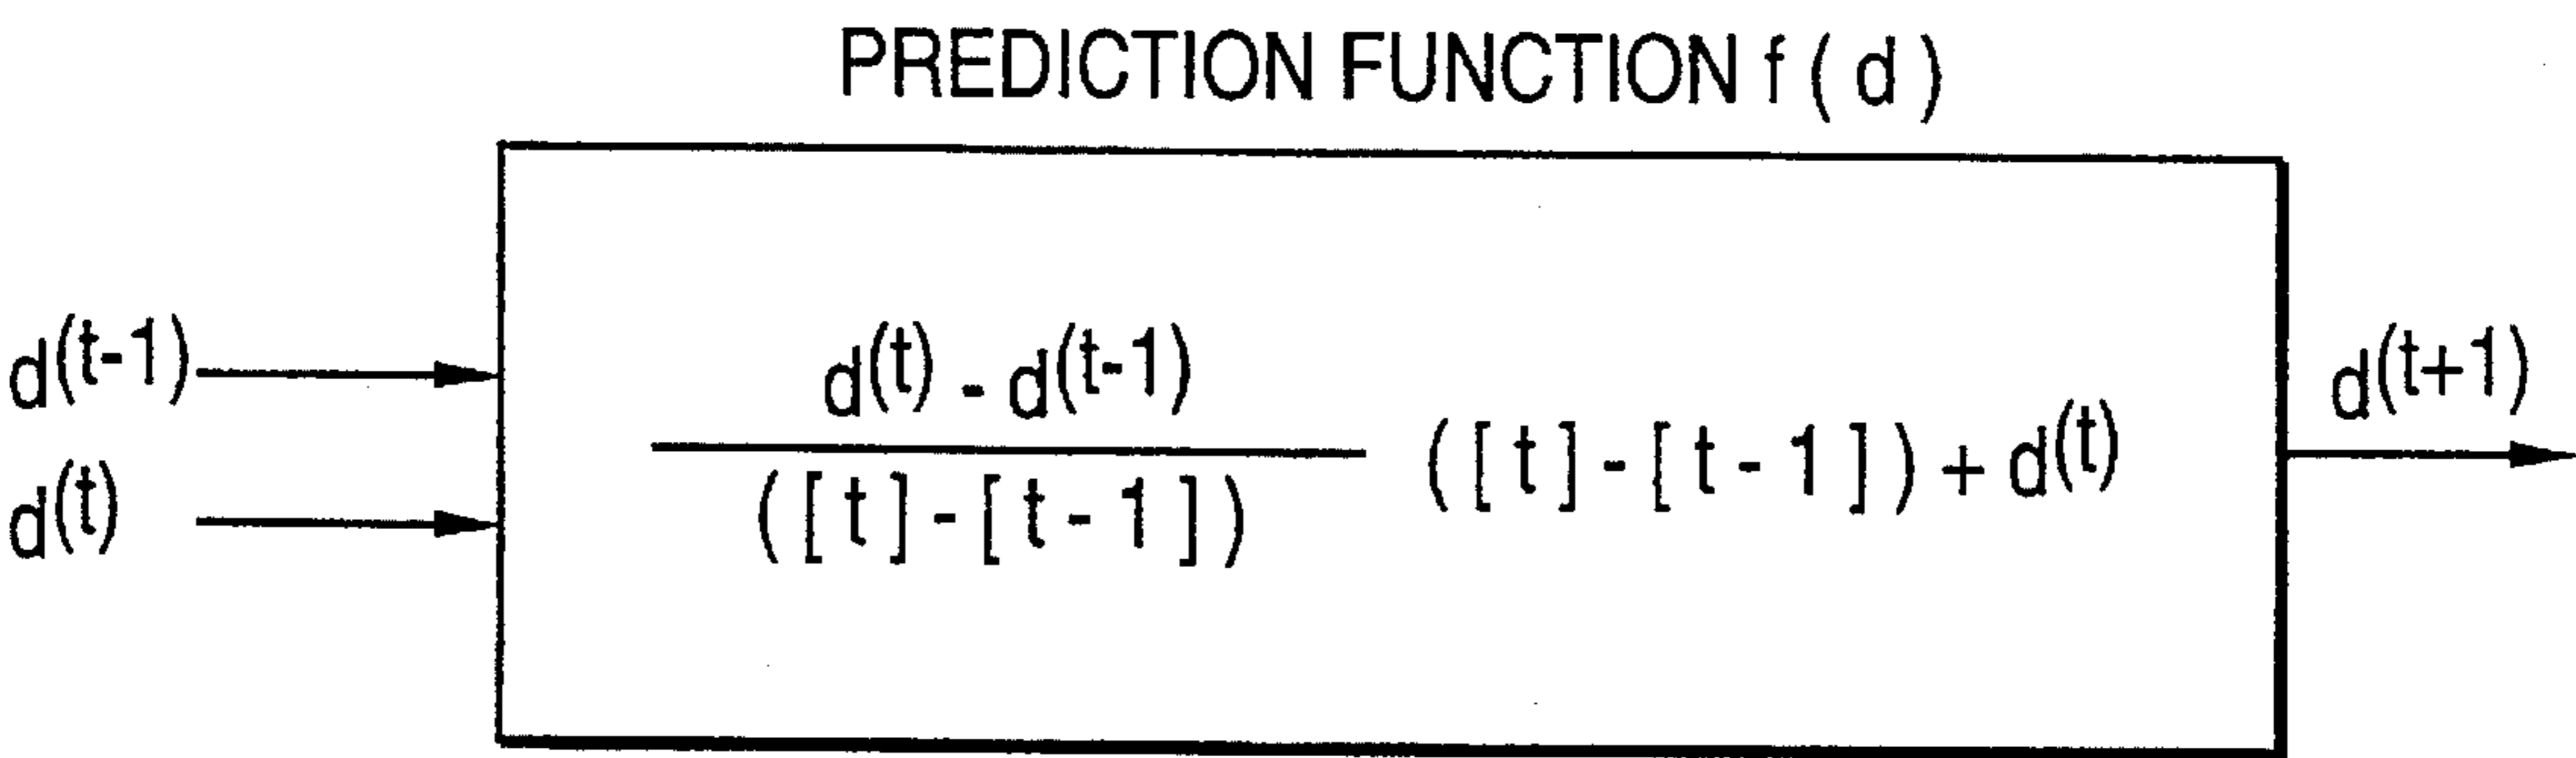 PREDICTION FUNCTION f ( d )
d(t-1)
d(t)
d(t) - d(t-1)
( [ t ] - [ t - 1 ] )
( [ t ] - [ t - 1 ] ) + d(t)
d(t+1)